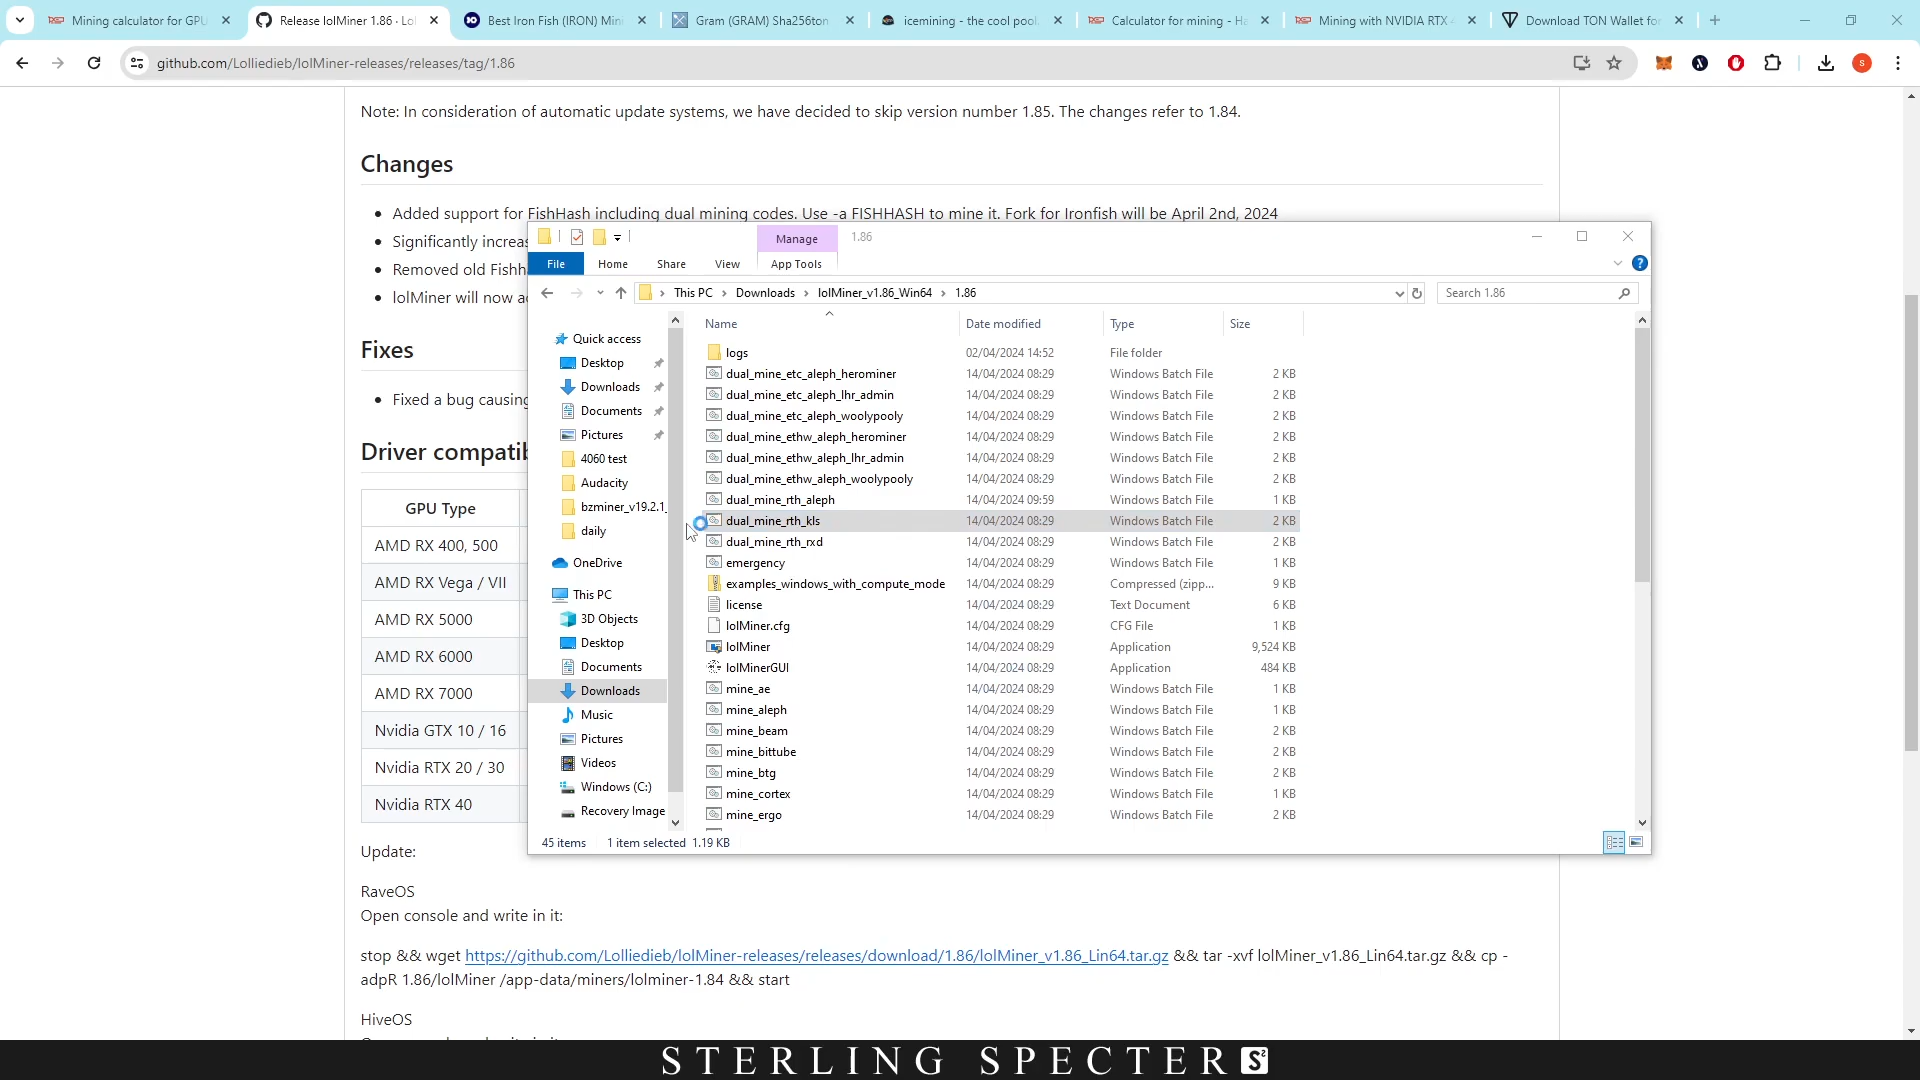 Mining calculator for GPU
Release lolMiner 1.86 · Lol
Best Iron Fish (IRON) Mini
Gram (GRAM) Sha256ton
icemining - the cool pool.
Calculator for mining - Ha
Mining with NVIDIA RTX 4
Download TON Wallet for
github.com/Lolliedieb/lolMiner-releases/releases/tag/1.86
S
Note: In consideration of automatic update systems, we have decided to skip version number 1.85. The changes refer to 1.84.
Changes
Added support for FishHash including dual mining codes. Use -a FISHHASH to mine it. Fork for Ironfish will be April 2nd, 2024
Significantly increas
Removed old Fishh
lolMiner will now a
Fixes
Fixed a bug causing
Driver compatib
GPU Type
AMD RX 400, 500
AMD RX Vega / VII
AMD RX 5000
AMD RX 6000
AMD RX 7000
Nvidia GTX 10 / 16
Nvidia RTX 20 / 30
Nvidia RTX 40
Manage
1.86
File
Home
Share
View
App Tools
This PC
Downloads
lolMiner_v1.86_Win64
1.86
Search 1.86
Quick access
Desktop
Downloads
Documents
Pictures
4060 test
Audacity
bzminer_v19.2.1_
daily
OneDrive
This PC
3D Objects
Desktop
Documents
Downloads
Music
Pictures
Videos
Windows (C:)
Recovery Image
Name Date modified Type Size
logs 02/04/2024 14:52 File folder
dual_mine_etc_aleph_herominer 14/04/2024 08:29 Windows Batch File 2 KB
dual_mine_etc_aleph_lhr_admin 14/04/2024 08:29 Windows Batch File 2 KB
dual_mine_etc_aleph_woolypooly 14/04/2024 08:29 Windows Batch File 2 KB
dual_mine_ethw_aleph_herominer 14/04/2024 08:29 Windows Batch File 2 KB
dual_mine_ethw_aleph_lhr_admin 14/04/2024 08:29 Windows Batch File 2 KB
dual_mine_ethw_aleph_woolypooly 14/04/2024 08:29 Windows Batch File 2 KB
dual_mine_rth_aleph 14/04/2024 09:59 Windows Batch File 1 KB
dual_mine_rth_kls 14/04/2024 08:29 Windows Batch File 2 KB
dual_mine_rth_rxd 14/04/2024 08:29 Windows Batch File 2 KB
emergency 14/04/2024 08:29 Windows Batch File 1 KB
examples_windows_with_compute_mode 14/04/2024 08:29 Compressed (zipp... 9 KB
license 14/04/2024 08:29 Text Document 6 KB
lolMiner.cfg 14/04/2024 08:29 CFG File 1 KB
lolMiner 14/04/2024 08:29 Application 9,524 KB
lolMinerGUI 14/04/2024 08:29 Application 484 KB
mine_ae 14/04/2024 08:29 Windows Batch File 1 KB
mine_aleph 14/04/2024 08:29 Windows Batch File 1 KB
mine_beam 14/04/2024 08:29 Windows Batch File 2 KB
mine_bittube 14/04/2024 08:29 Windows Batch File 2 KB
mine_btg 14/04/2024 08:29 Windows Batch File 2 KB
mine_cortex 14/04/2024 08:29 Windows Batch File 1 KB
mine_ergo 14/04/2024 08:29 Windows Batch File 2 KB
45 items 1 item selected 1.19 KB
Update:
RaveOS
Open console and write in it:
stop && wget https://github.com/Lolliedieb/lolMiner-releases/releases/download/1.86/lolMiner_v1.86_Lin64.tar.gz && tar -xvf lolMiner_v1.86_Lin64.tar.gz && cp -
adpR 1.86/lolMiner /app-data/miners/lolminer-1.84 && start
HiveOS
STERLING SPECTER